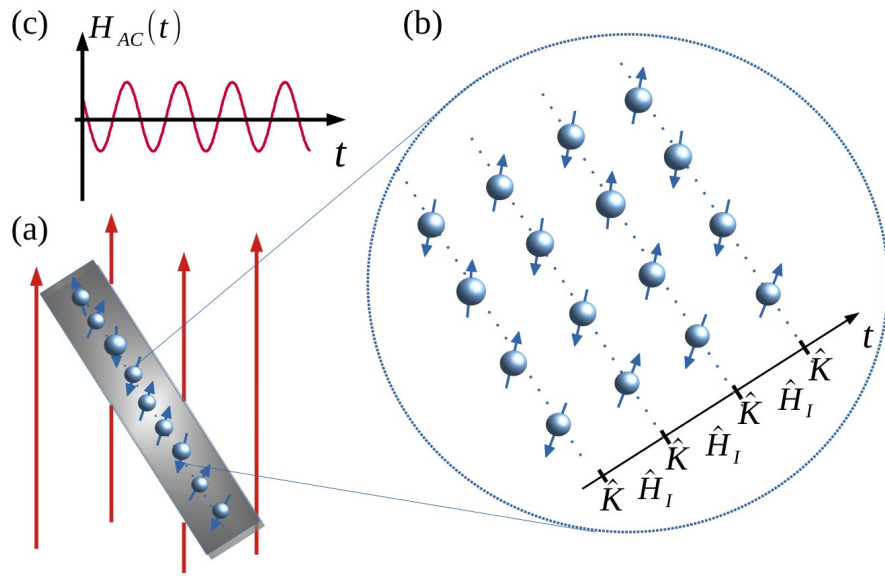 (c)
H_AC(t)
t
(b)
(a)
t
K̂
Ĥ_I
K̂
Ĥ_I
K̂
Ĥ_I
K̂